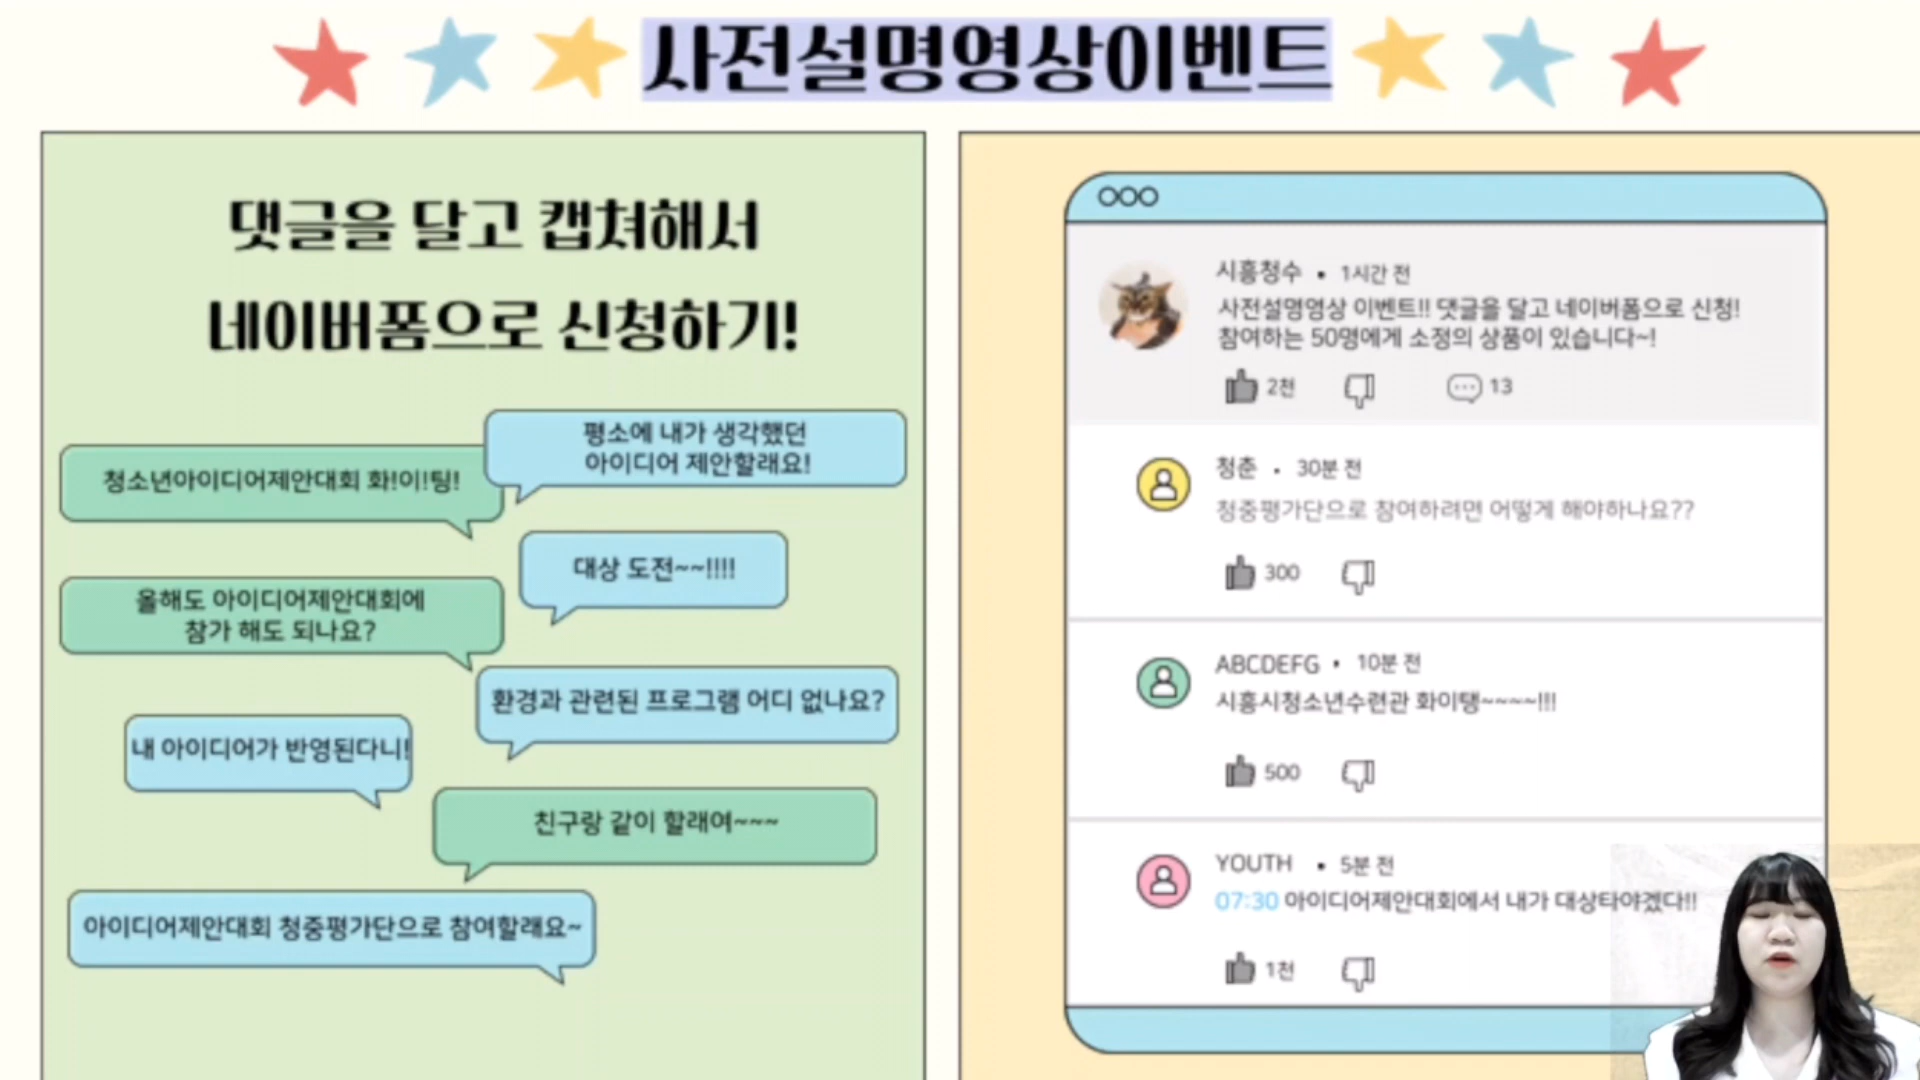 사전설명영상이벤트
댓글을 달고 캡쳐해서
네이버폼으로 신청하기!
청소년아이디어제안대회 화!이!팅!
평소에 내가 생각했던
아이디어 제안할래요!
대상 도전~~!!!!
올해도 아이디어제안대회에
참가 해도 되나요?
환경과 관련된 프로그램 어디 없나요?
내 아이디어가 반영된다니!
친구랑 같이 할래여~~~
아이디어제안대회 청중평가단으로 참여할래요~
시흥청수 • 1시간 전
사전설명영상 이벤트!! 댓글을 달고 네이버폼으로 신청!
참여하는 50명에게 소정의 상품이 있습니다~!
2천 13
청춘 • 30분 전
청중평가단으로 참여하려면 어떻게 해야하나요??
300
ABCDEFG • 10분 전
시흥시청소년수련관 화이탱~~~~!!!
500
YOUTH • 5분 전
07:30 아이디어제안대회에서 내가 대상타야겠다!!
1천